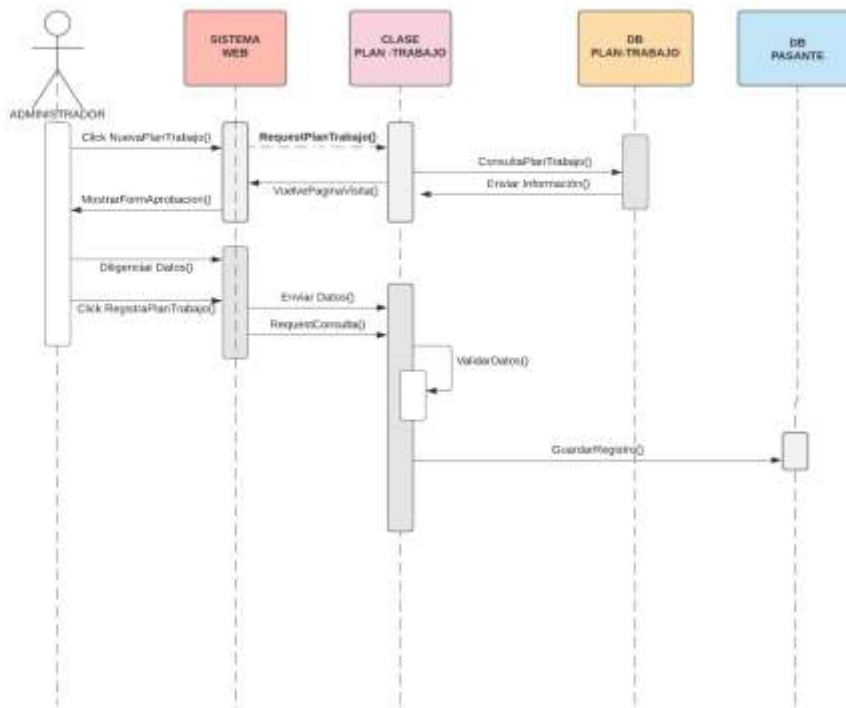 SISTEMA
WEB
CLASE
PLAN -TRABAJO
DB
PLAN-TRABAJO
DB
PASANTE
ADMINISTRADOR
Click NuevaPlanTrabajo()
RequestPlanTrabajo()
ConsultaPlanTrabajo()
Enviar Información()
VuelvePaginaVisita()
MostrarFormAprobacion()
Diligenciar Datos()
Click RegistraPlanTrabajo()
Enviar Datos()
RequestConsulta()
ValidarDatos()
GuardarRegistro()